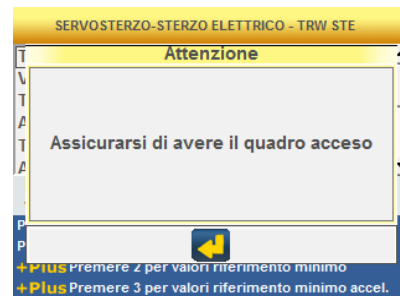 SERVOSTERZO-STERZO ELETTRICO - TRW STE
Attenzione
T
V
T
A
T
A
Assicurarsi di avere il quadro acceso
P
P
+Plus Premere 2 per valori riferimento minimo
+Plus Premere 3 per valori riferimento minimo accel.